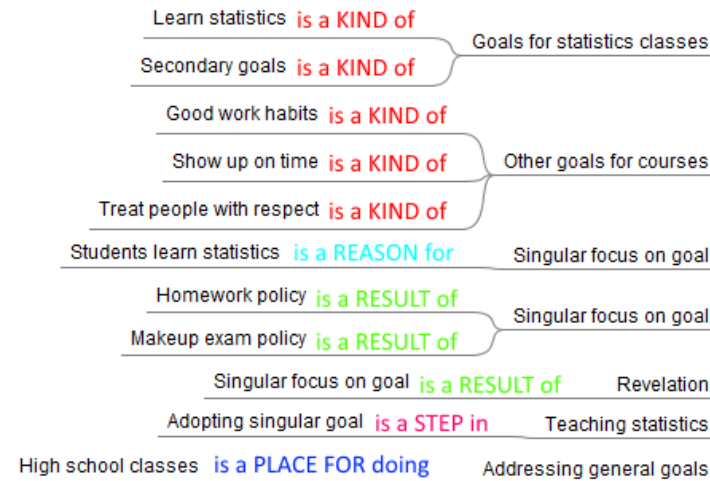 Learn statistics is a KIND of
Goals for statistics classes
Secondary goals is a KIND of
Good work habits is a KIND of
Show up on time is a KIND of Other goals for courses
Treat people with respect is a KIND of
Students learn statistics is a REASON for Singular focus on goal
Homework policy is a RESULT of
Singular focus on goal
Makeup exam policy is a RESULT of
Singular focus on goal is a RESULT of Revelation
Adopting singular goal is a STEP in Teaching statistics
High school classes is a PLACE FOR doing Addressing general goals